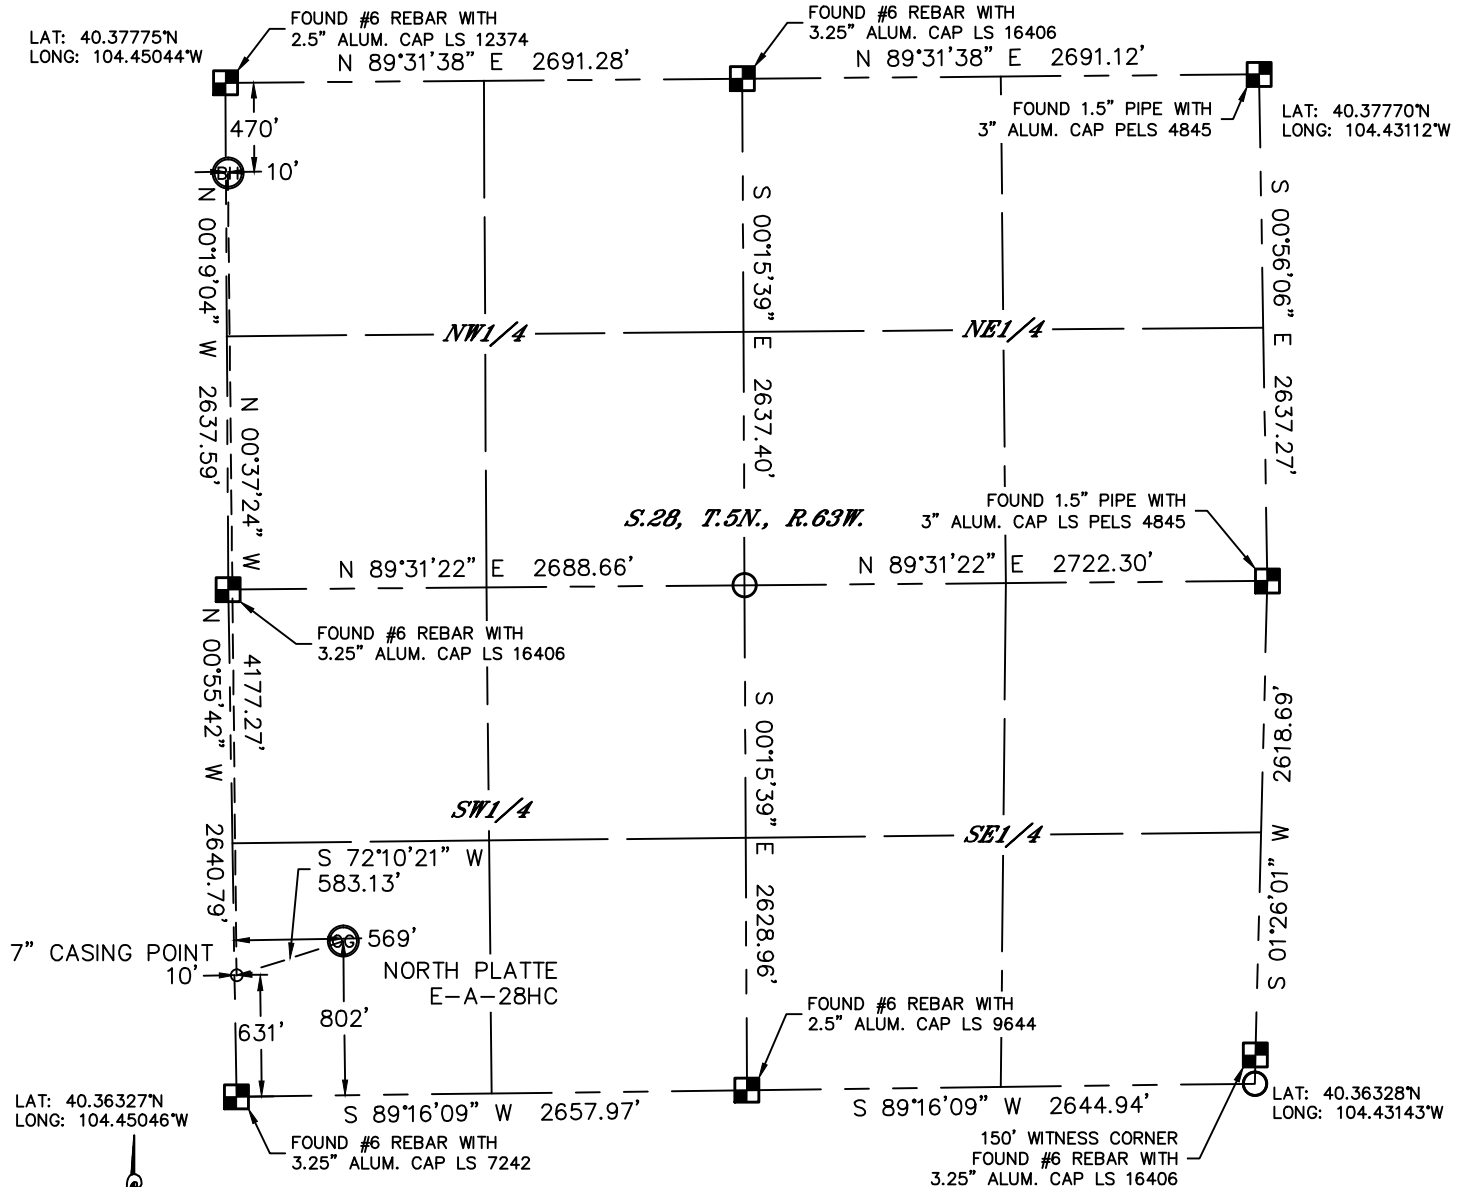 FOUND #6 REBAR WITH
2.5" ALUM. CAP LS 12374
FOUND #6 REBAR WITH
3.25" ALUM. CAP LS 16406
LAT: 40.37775°N
LONG: 104.45044°W
N 89°31'38" E 2691.28'
N 89°31'38" E 2691.12'
FOUND 1.5" PIPE WITH
3" ALUM. CAP PELS 4845
LAT: 40.37770°N
LONG: 104.43112°W
470'
BH
10'
N 00°19'04" W 2637.59'
N 00°37'24" W 4177.27'
S 00°15'39" E 2637.40'
S 00°56'06" E 2637.27'
NW1/4
NE1/4
S.28, T.5N., R.63W.
FOUND 1.5" PIPE WITH
3" ALUM. CAP LS PELS 4845
N 89°31'22" E 2688.66'
N 89°31'22" E 2722.30'
FOUND #6 REBAR WITH
3.25" ALUM. CAP LS 16406
N 00°55'42" W 2640.79'
S 00°15'39" E 2628.96'
S 01°26'01" W 2618.69'
SW1/4
SE1/4
S 72°10'21" W
583.13'
569'
7" CASING POINT
10'
NORTH PLATTE
E-A-28HC
802'
631'
FOUND #6 REBAR WITH
2.5" ALUM. CAP LS 9644
LAT: 40.36327°N
LONG: 104.45046°W
S 89°16'09" W 2657.97'
S 89°16'09" W 2644.94'
LAT: 40.36328°N
LONG: 104.43143°W
FOUND #6 REBAR WITH
3.25" ALUM. CAP LS 7242
150' WITNESS CORNER
FOUND #6 REBAR WITH
3.25" ALUM. CAP LS 16406